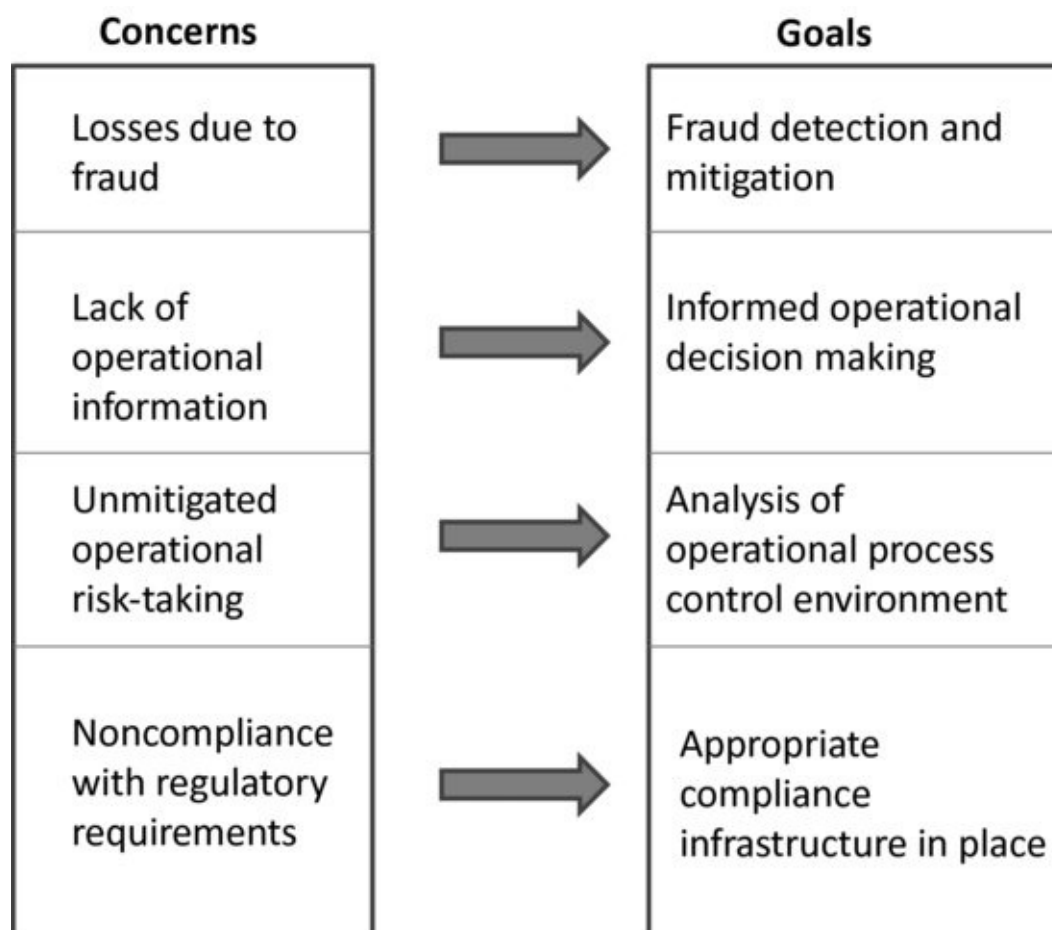 Concerns
Goals
Losses due to
fraud
Fraud detection and
mitigation
Lack of
operational
information
Informed operational
decision making
Unmitigated
operational
risk-taking
Analysis of
operational process
control environment
Noncompliance
with regulatory
requirements
Appropriate
compliance
infrastructure in place